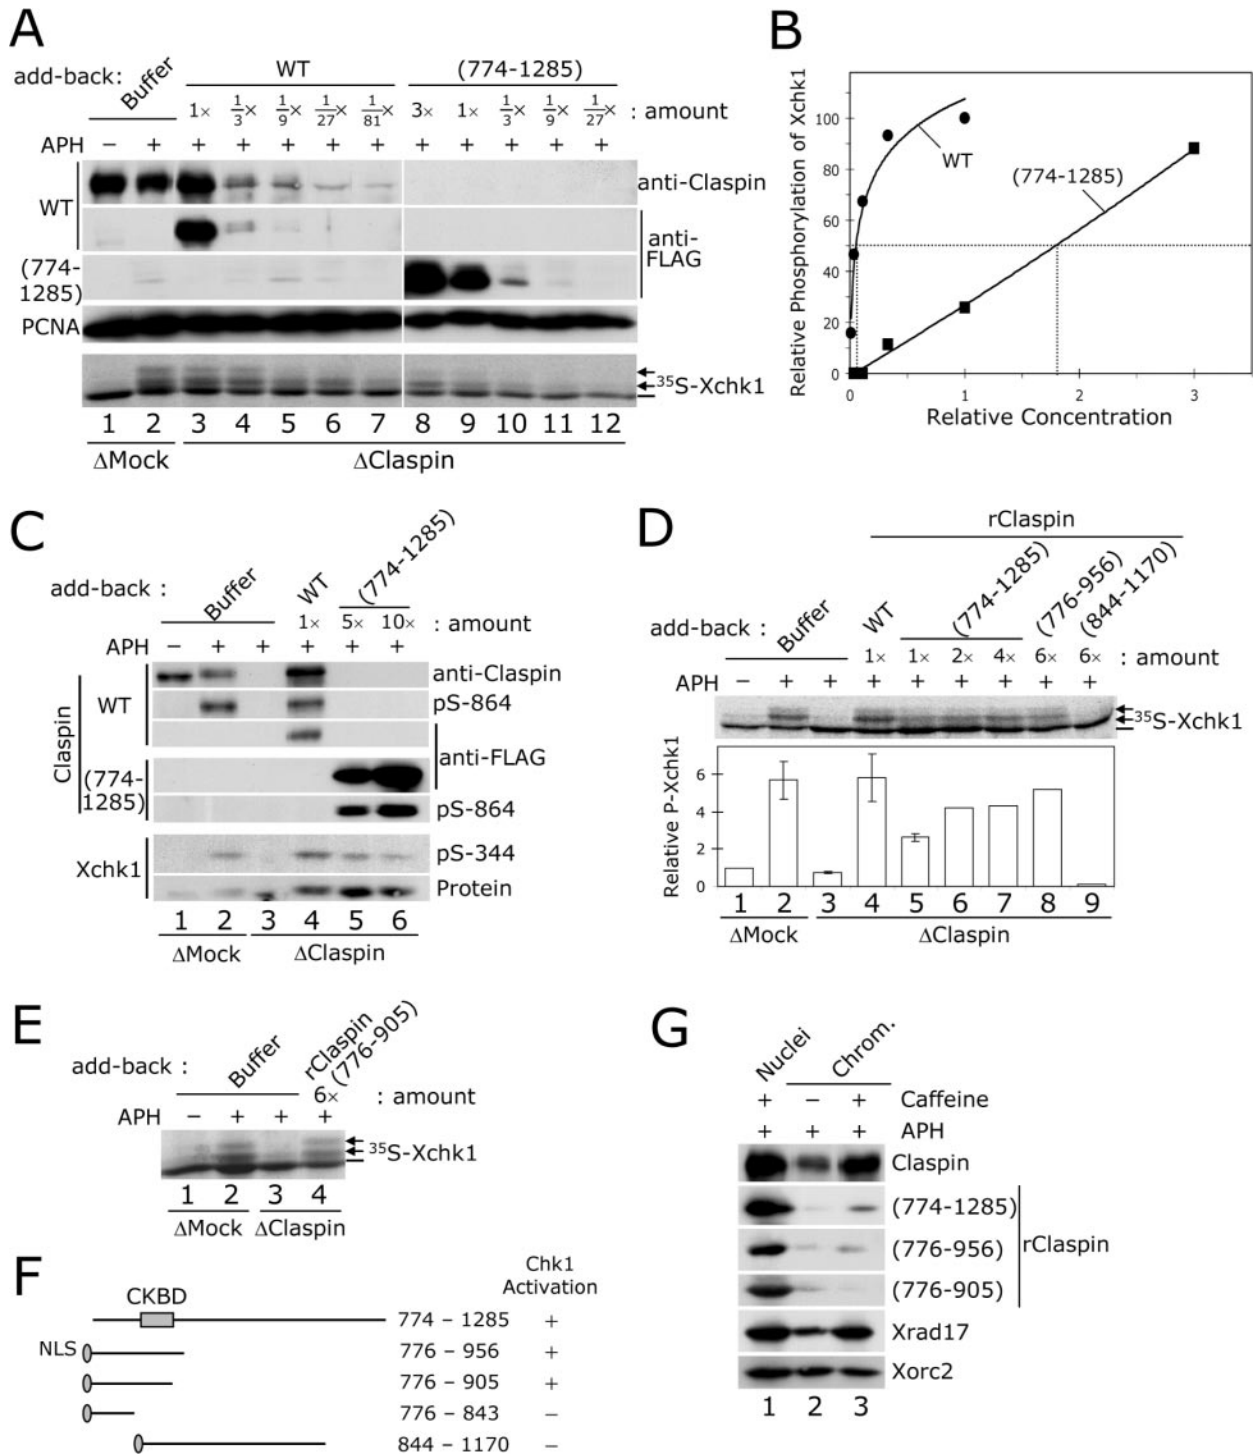 A
add-back: Buffer WT (774-1285)
1× 1/3× 1/9× 1/27× 1/81× 3× 1× 1/3× 1/9× 1/27× : amount
APH − + + + + + + + + + + +
WT anti-Claspin
anti-FLAG
(774-1285)
PCNA
35S-Xchk1
1 2 3 4 5 6 7 8 9 10 11 12
ΔMock ΔClaspin
B
Relative Phosphorylation of Xchk1
100
80
60
40
20
0
WT
(774-1285)
0 1 2 3
Relative Concentration
C
add-back : Buffer WT (774-1285)
1× 5× 10× : amount
APH − + + + + +
Claspin
WT anti-Claspin
pS-864
anti-FLAG
(774-1285)
pS-864
Xchk1 pS-344
Protein
1 2 3 4 5 6
ΔMock ΔClaspin
D
rClaspin
add-back : Buffer WT (774-1285) (776-956) (844-1170)
1× 1× 2× 4× 6× 6× : amount
APH − + + + + + + + +
35S-Xchk1
Relative P-Xchk1
6
4
2
0
1 2 3 4 5 6 7 8 9
ΔMock ΔClaspin
E
add-back : Buffer rClaspin (776-905)
6× : amount
APH − + + +
35S-Xchk1
1 2 3 4
ΔMock ΔClaspin
F
Chk1
Activation
CKBD
774 – 1285 +
NLS 776 – 956 +
776 – 905 +
776 – 843 −
844 – 1170 −
G
Nuclei Chrom.
+ − + Caffeine
+ + + APH
Claspin
(774-1285)
(776-956) rClaspin
(776-905)
Xrad17
Xorc2
1 2 3